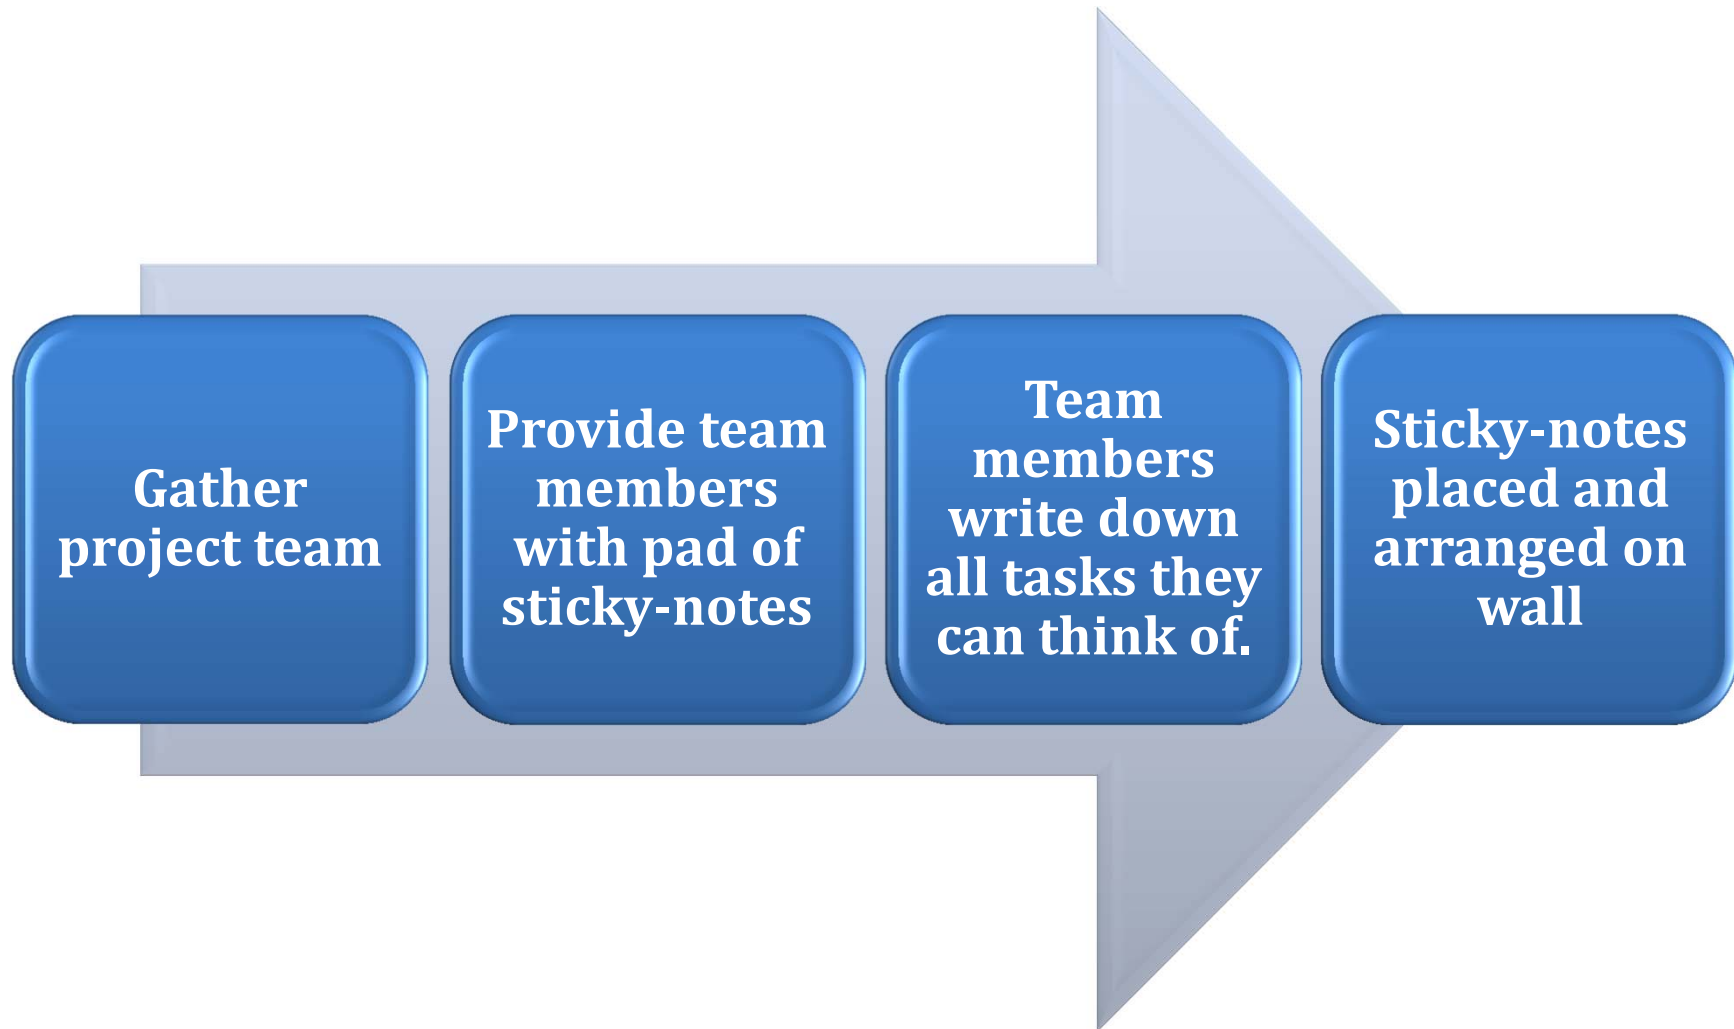 Gather
project team
Provide team
members
with pad of
sticky-notes
Team
members
write down
all tasks they
can think of.
Sticky-notes
placed and
arranged on
wall